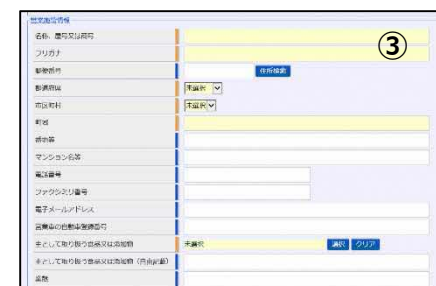 営業施設情報
名称、屋号又は商号
③
フリガナ
郵便番号
住所検索
都道府県
未選択
市区町村
未選択
町名
番地等
マンション名等
電話番号
ファクシミリ番号
電子メールアドレス
営業車の自動車登録番号
主として取り扱う食品又は添加物
未選択
選択
クリア
主として取り扱う食品又は添加物（自由記載）
業態